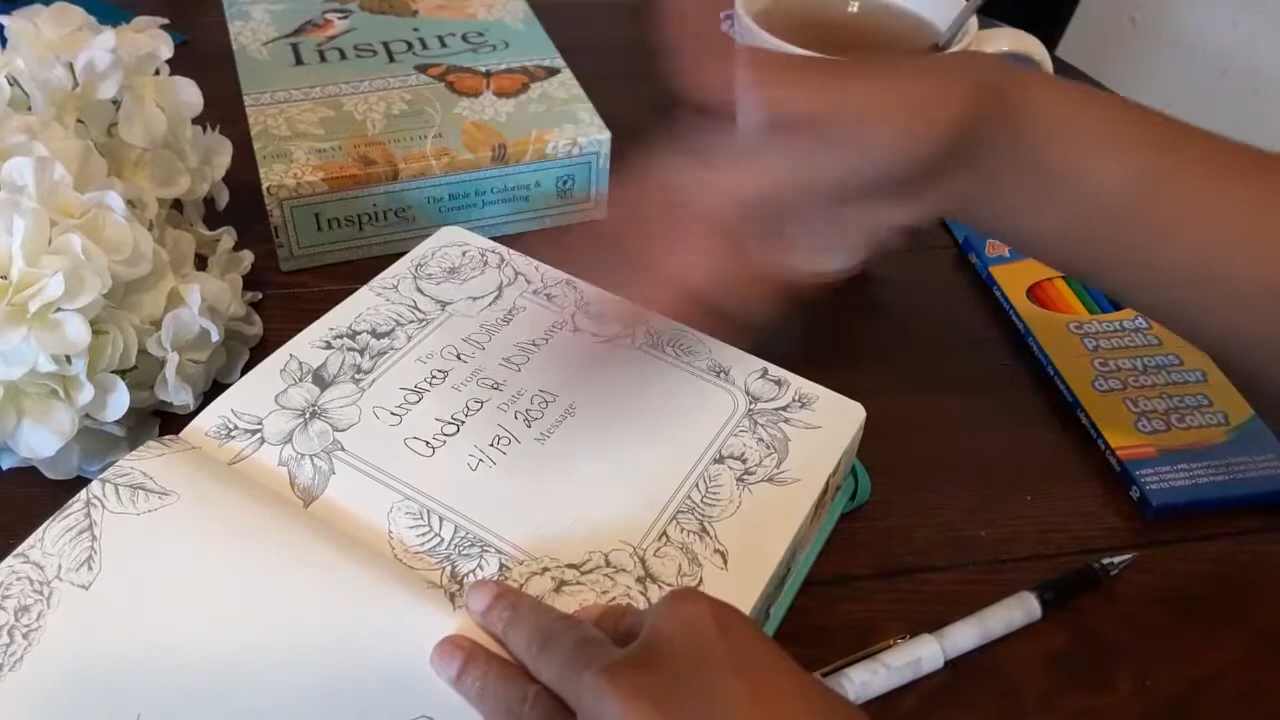 Inspire
Inspire
The Bible for Coloring &
Creative Journaling
NLT
To:
Andrea R. Williams
From:
Andrea R. Williams
Date:
4/13/2021
Message:
Colored
Pencils
Crayons
de couleur
Lápices
de Color